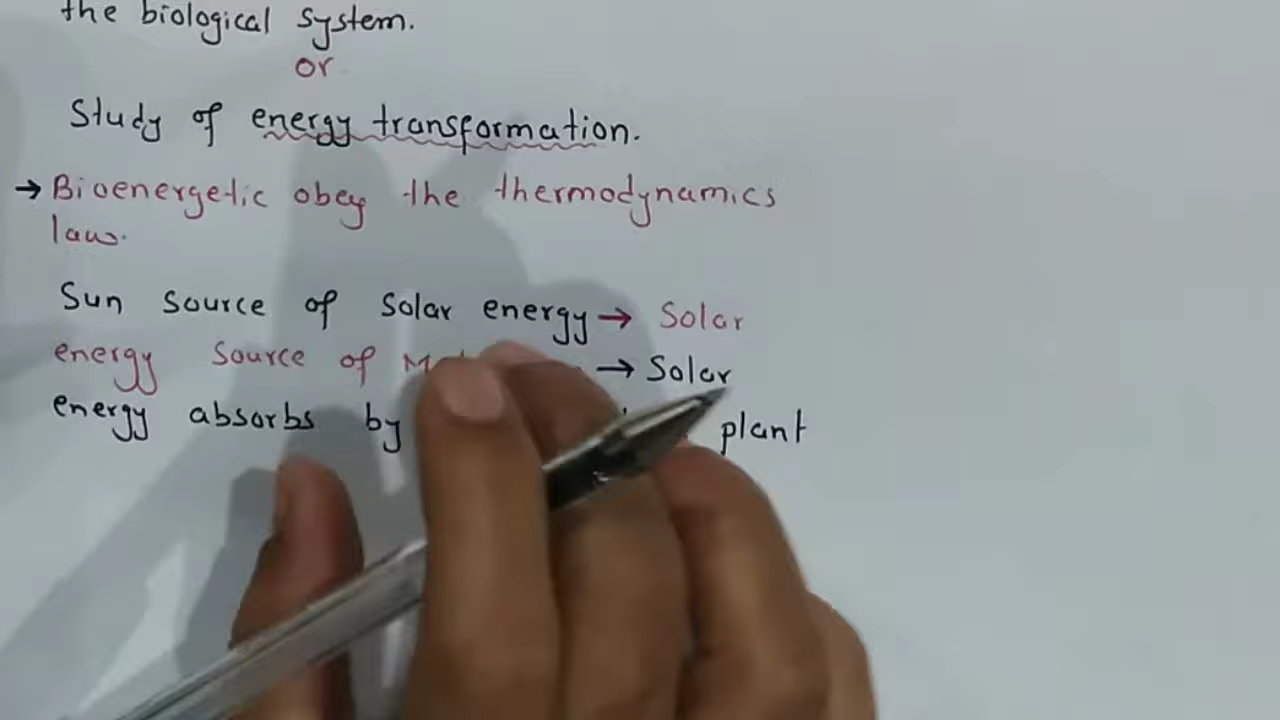 the biological system.
or
Study of energy transformation.
→ Bioenergetic obey the thermodynamics
law.
Sun source of solar energy → Solar
energy source of → Solar
energy absorbs by plant